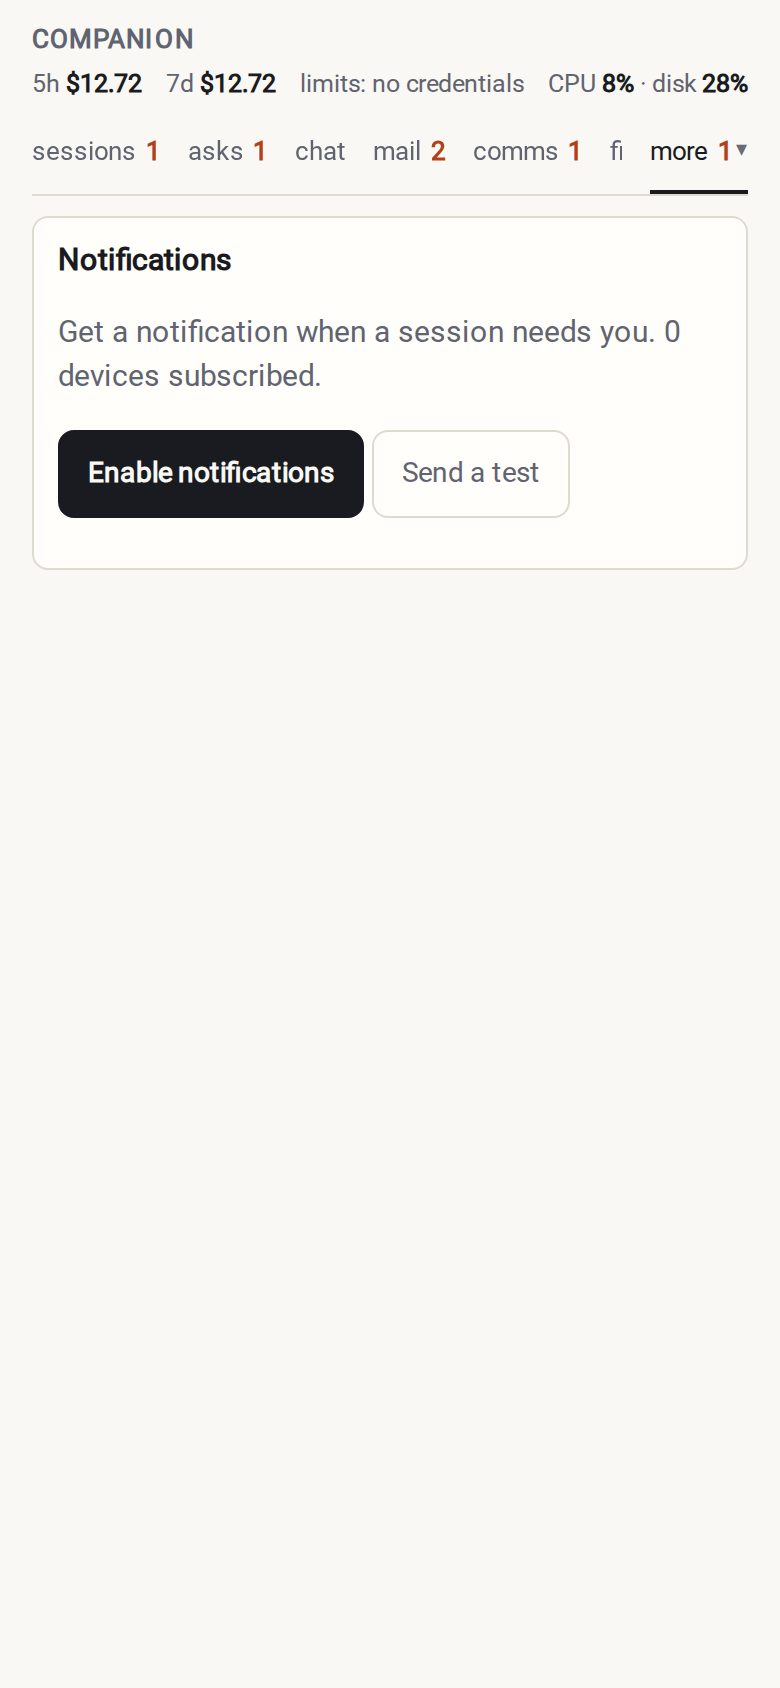 COMPANION
5h $12.72 7d $12.72 limits: no credentials CPU 8% · disk 28%
sessions 1 asks 1 chat mail 2 comms 1 fi more 1 ▾
Notifications
Get a notification when a session needs you. 0
devices subscribed.
Enable notifications Send a test